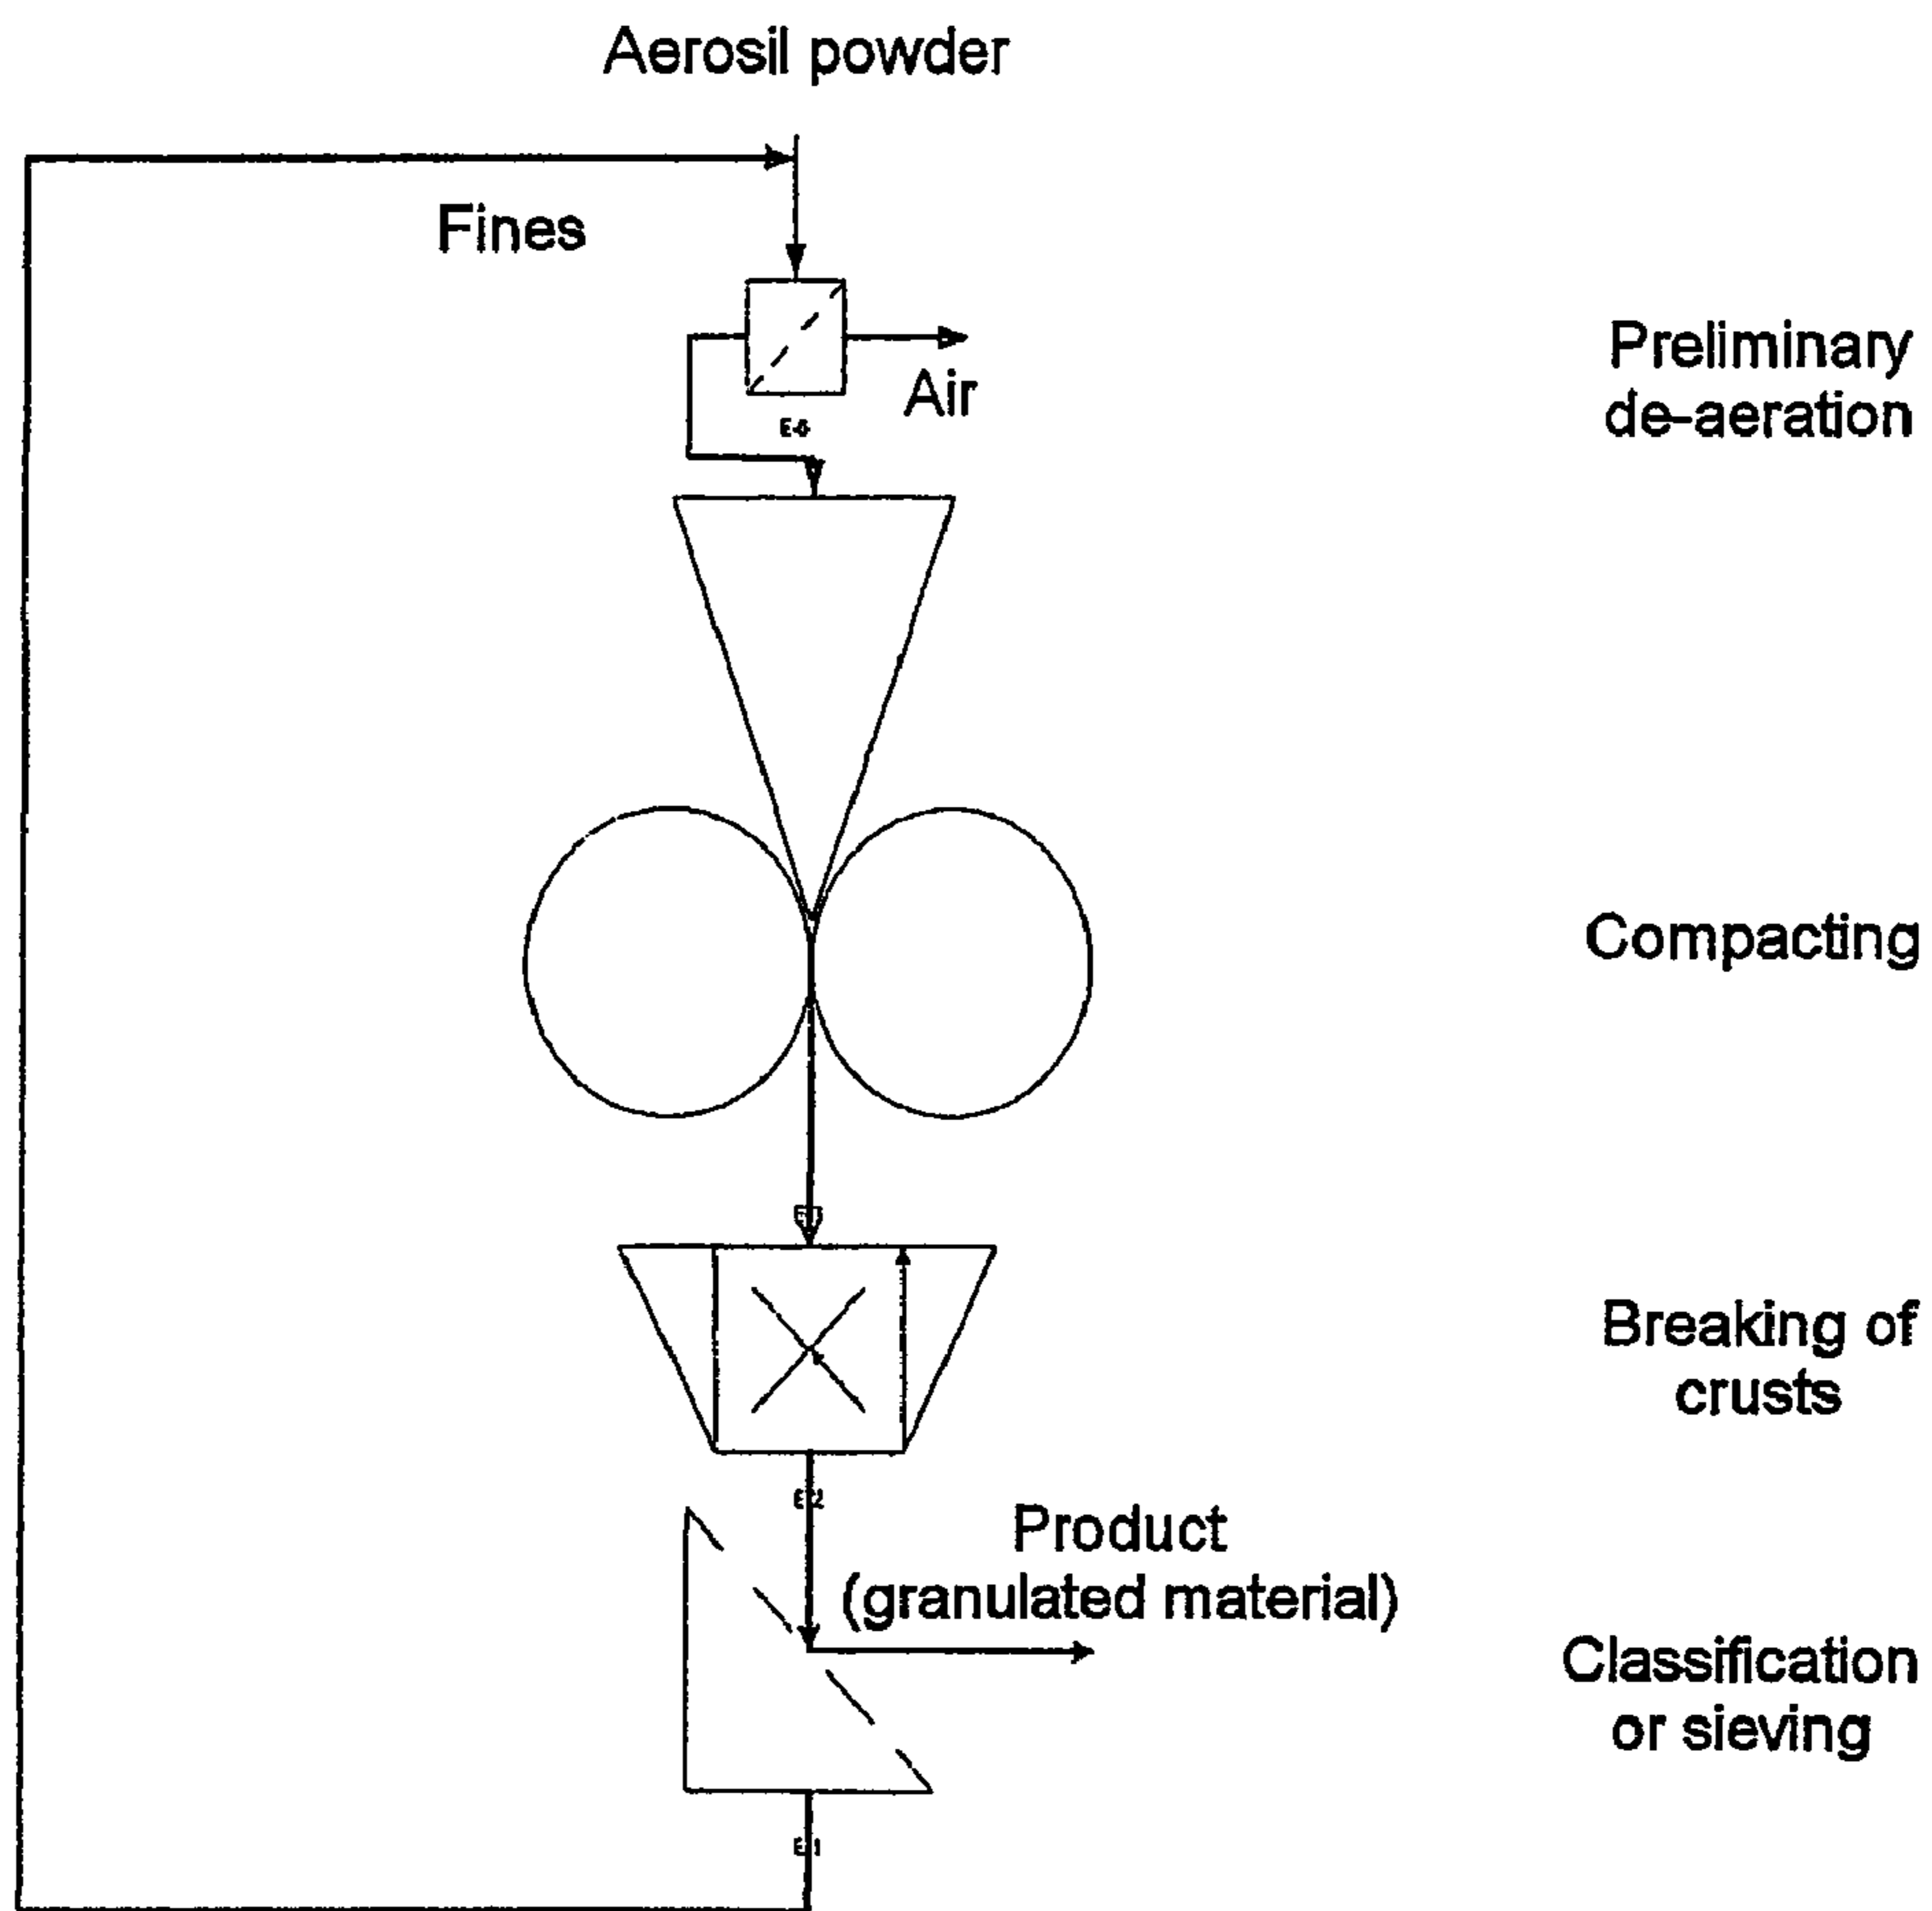 Aerosil powder
Fines
Air
Preliminary
de-aeration
Compacting
Breaking of
crusts
Product
(granulated material)
Classification
or sieving